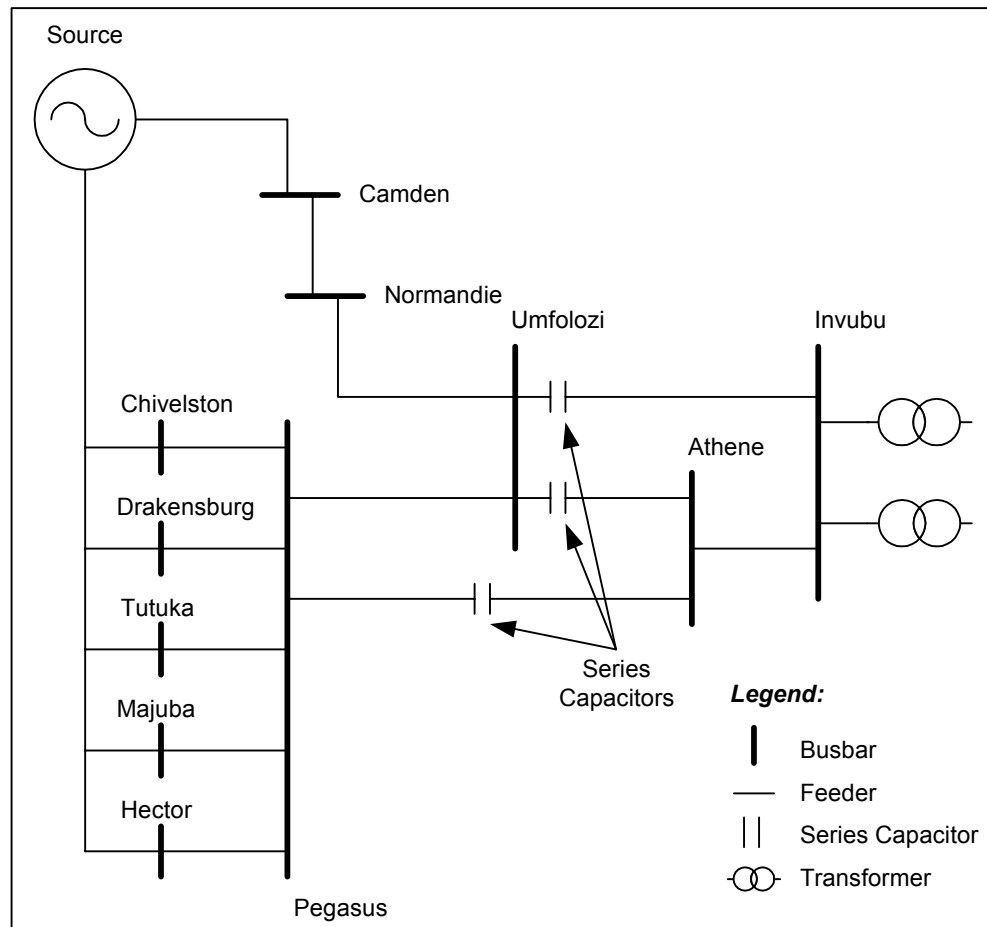 Source
Camden
Normandie
Umfolozi
Invubu
Chivelston
Athene
Drakensburg
Tutuka
Series
Capacitors
Majuba
Hector
Pegasus
Legend:
Busbar
Feeder
Series Capacitor
Transformer